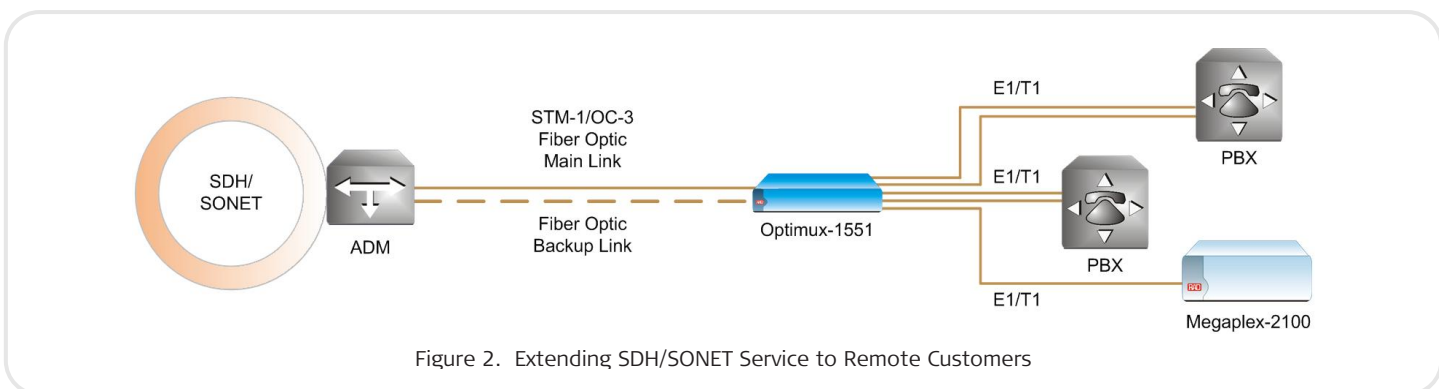 SDH/
SONET
ADM
STM-1/OC-3
Fiber Optic
Main Link
Fiber Optic
Backup Link
Optimux-1551
E1/T1
E1/T1
E1/T1
PBX
PBX
RAD
Megaplex-2100
Figure 2. Extending SDH/SONET Service to Remote Customers